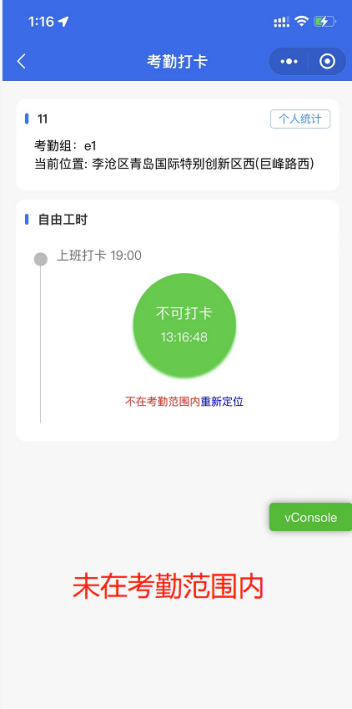 1:16
考勤打卡
11
个人统计
考勤组：e1
当前位置: 李沧区青岛国际特别创新区西(巨峰路西)
自由工时
上班打卡 19:00
不可打卡
13:16:48
不在考勤范围内重新定位
vConsole
未在考勤范围内